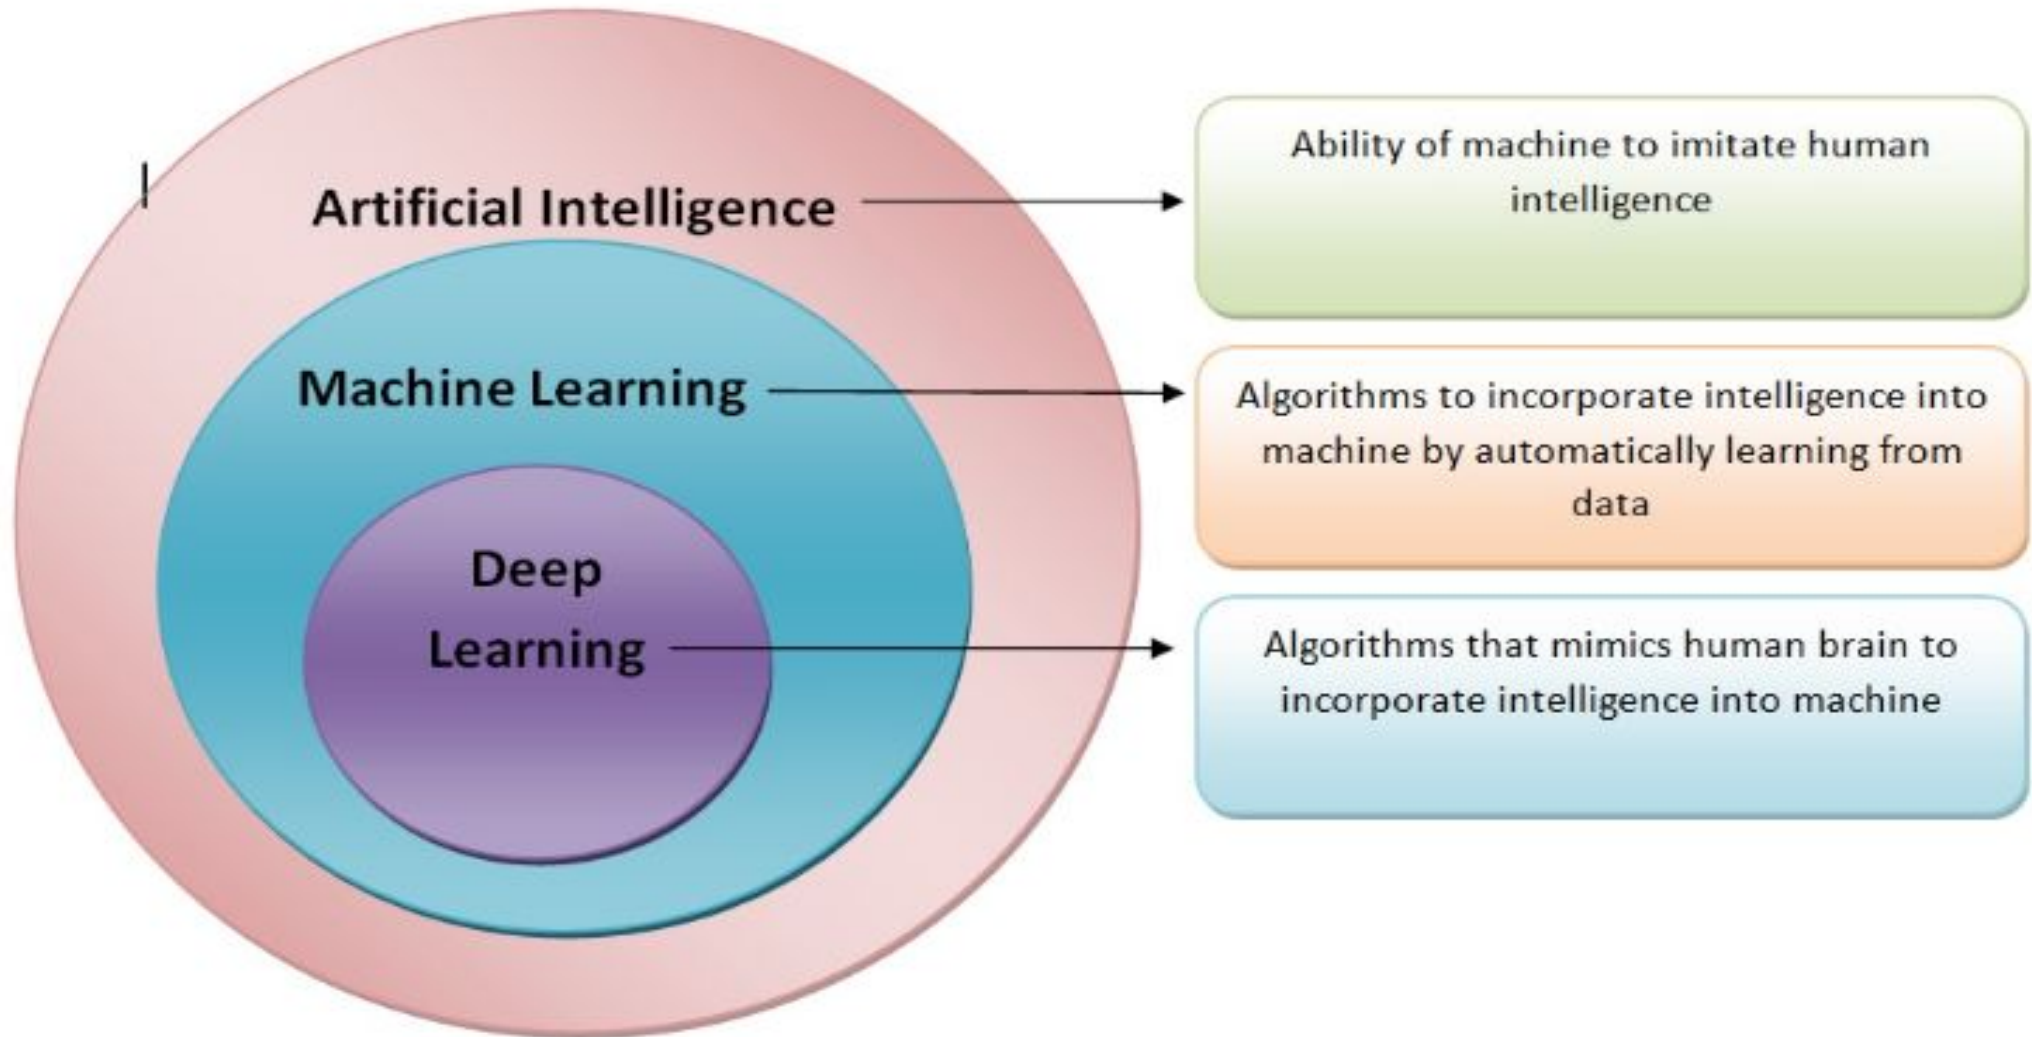 Artificial Intelligence
Machine Learning
Deep
Learning
Ability of machine to imitate human
intelligence
Algorithms to incorporate intelligence into
machine by automatically learning from
data
Algorithms that mimics human brain to
incorporate intelligence into machine